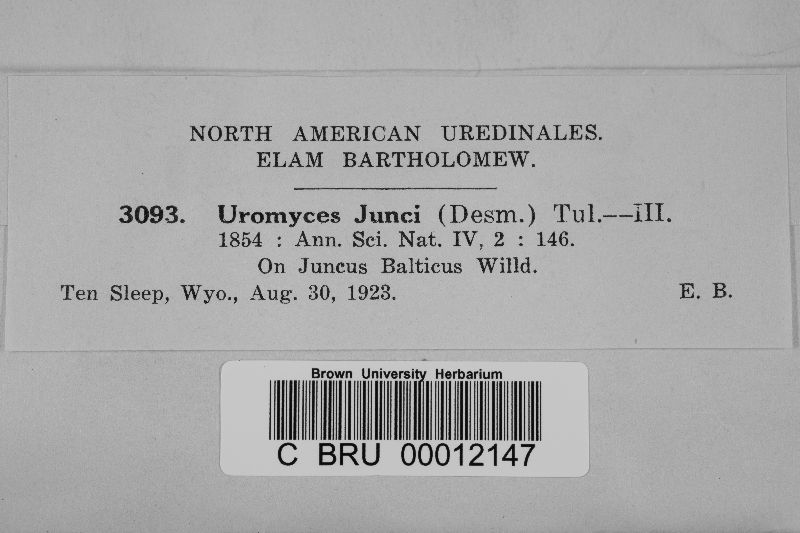 NORTH AMERICAN UREDINALES.
ELAM BARTHOLOMEW.
3093. Uromyces Junci (Desm.) Tul.—III.
1854 : Ann. Sci. Nat. IV, 2 : 146.
On Juncus Balticus Willd.
Ten Sleep, Wyo., Aug. 30, 1923. E. B.
Brown University Herbarium
C BRU 00012147